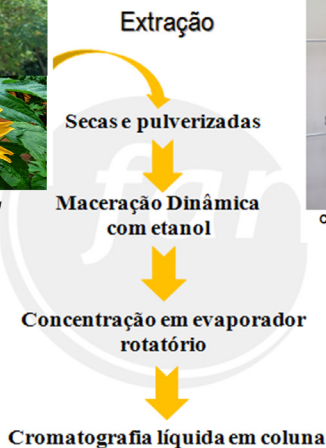 Extração
Secas e pulverizadas
Maceração Dinâmica
com etanol
Concentração em evaporador
rotatório
Cromatografia líquida em coluna